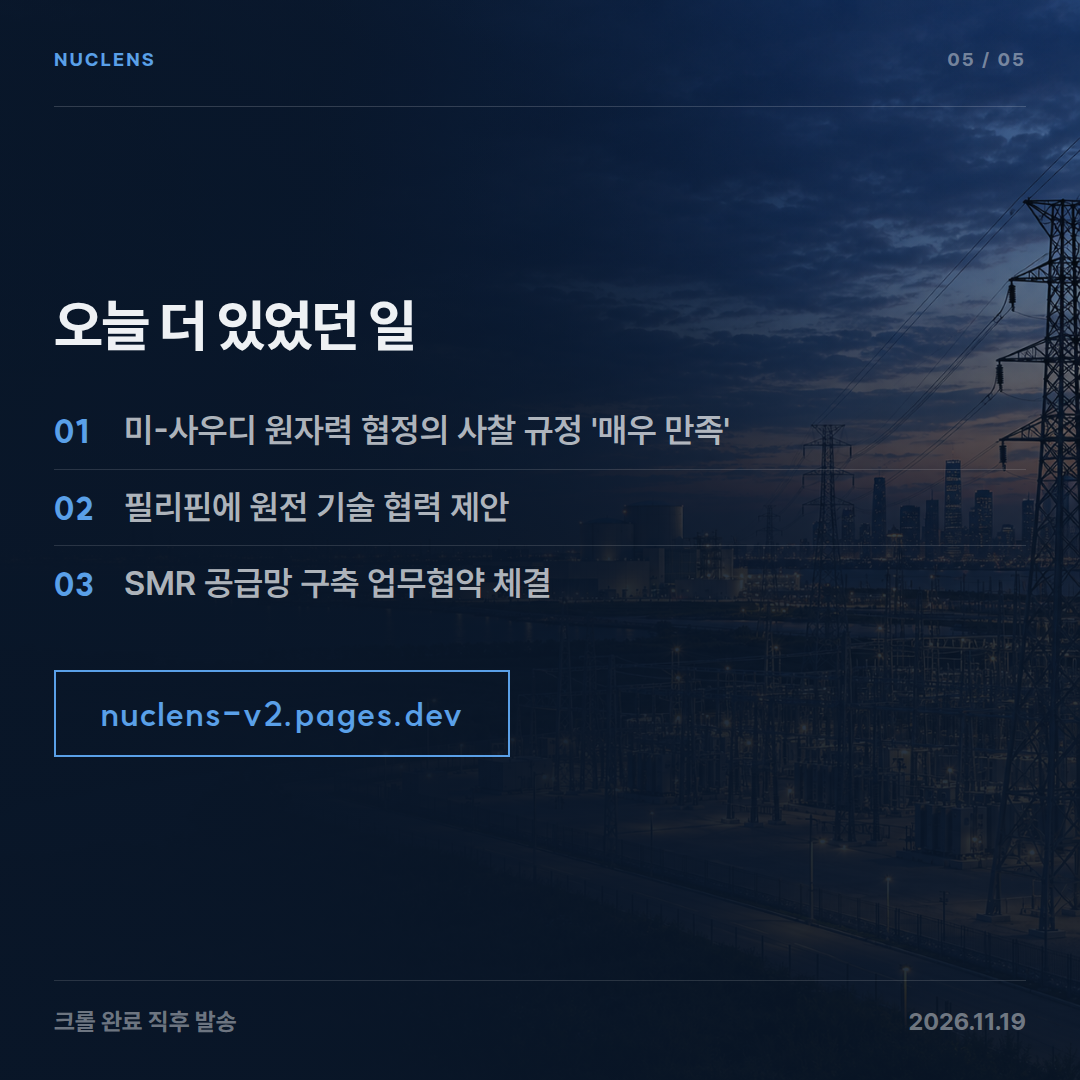 NUCLENS
05 / 05
오늘 더 있었던 일
01 미-사우디 원자력 협정의 사찰 규정 '매우 만족'
02 필리핀에 원전 기술 협력 제안
03 SMR 공급망 구축 업무협약 체결
nuclens-v2.pages.dev
크롤 완료 직후 발송
2026.11.19